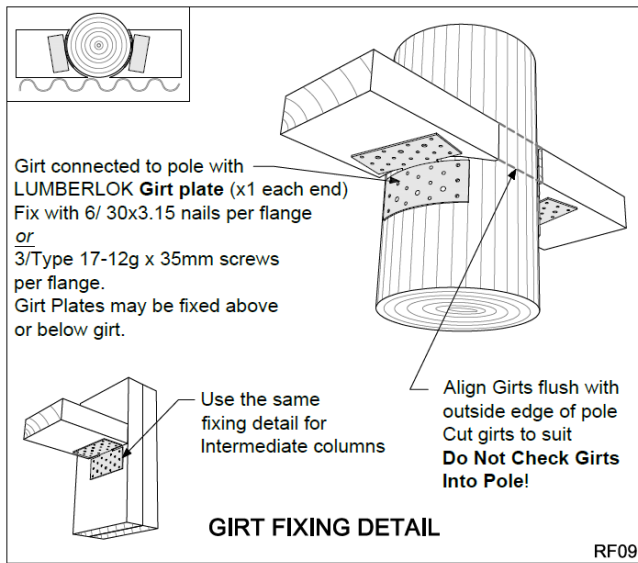 Girt connected to pole with
LUMBERLOK Girt plate (x1 each end)
Fix with 6/ 30x3.15 nails per flange
or
3/Type 17-12g x 35mm screws
per flange.
Girt Plates may be fixed above
or below girt.
Use the same
fixing detail for
Intermediate columns
Align Girts flush with
outside edge of pole
Cut girts to suit
Do Not Check Girts
Into Pole!
GIRT FIXING DETAIL
RF09